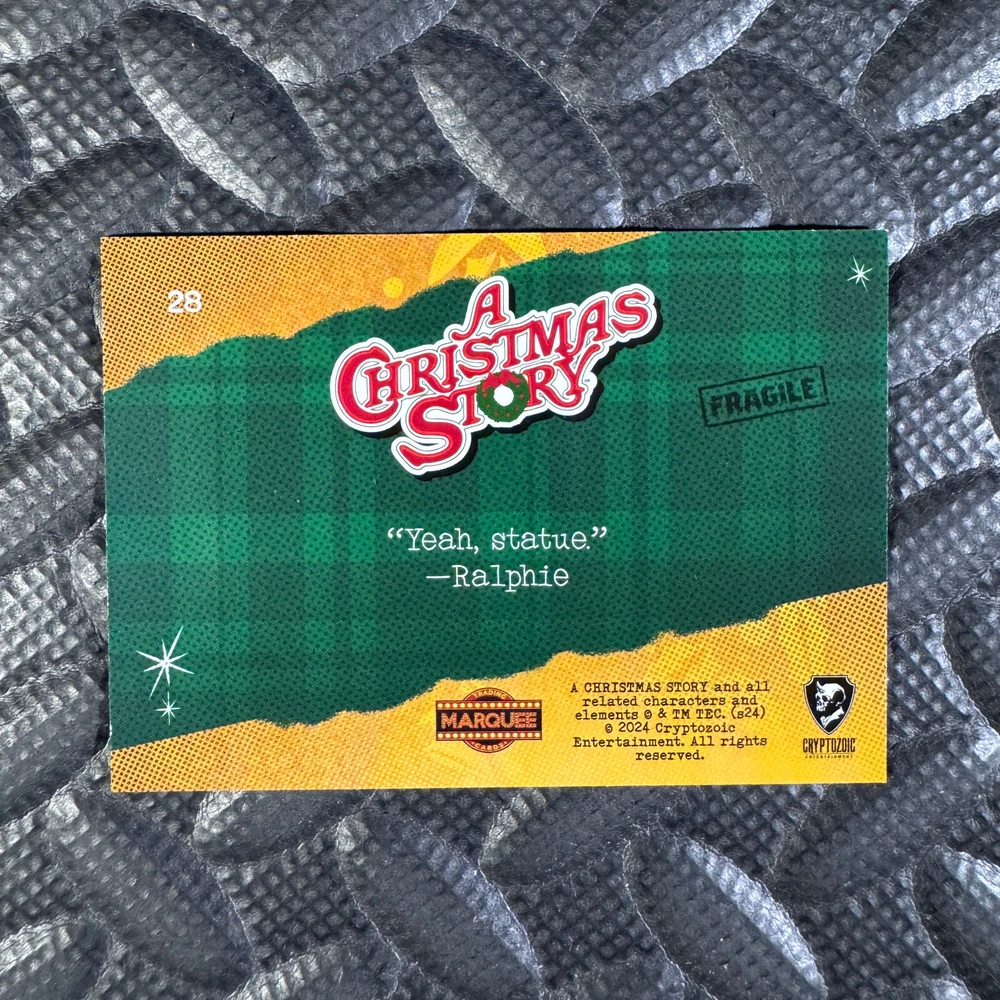 28
A
CHRISTMAS
STORY
FRAGILE
“Yeah, statue.”
—Ralphie
TRADING
MARQUEE
CARDS
A CHRISTMAS STORY and all
related characters and
elements © & TM TEC. (s24)
© 2024 Cryptozoic
Entertainment. All rights
reserved.
CRYPTOZOIC
ENTERTAINMENT